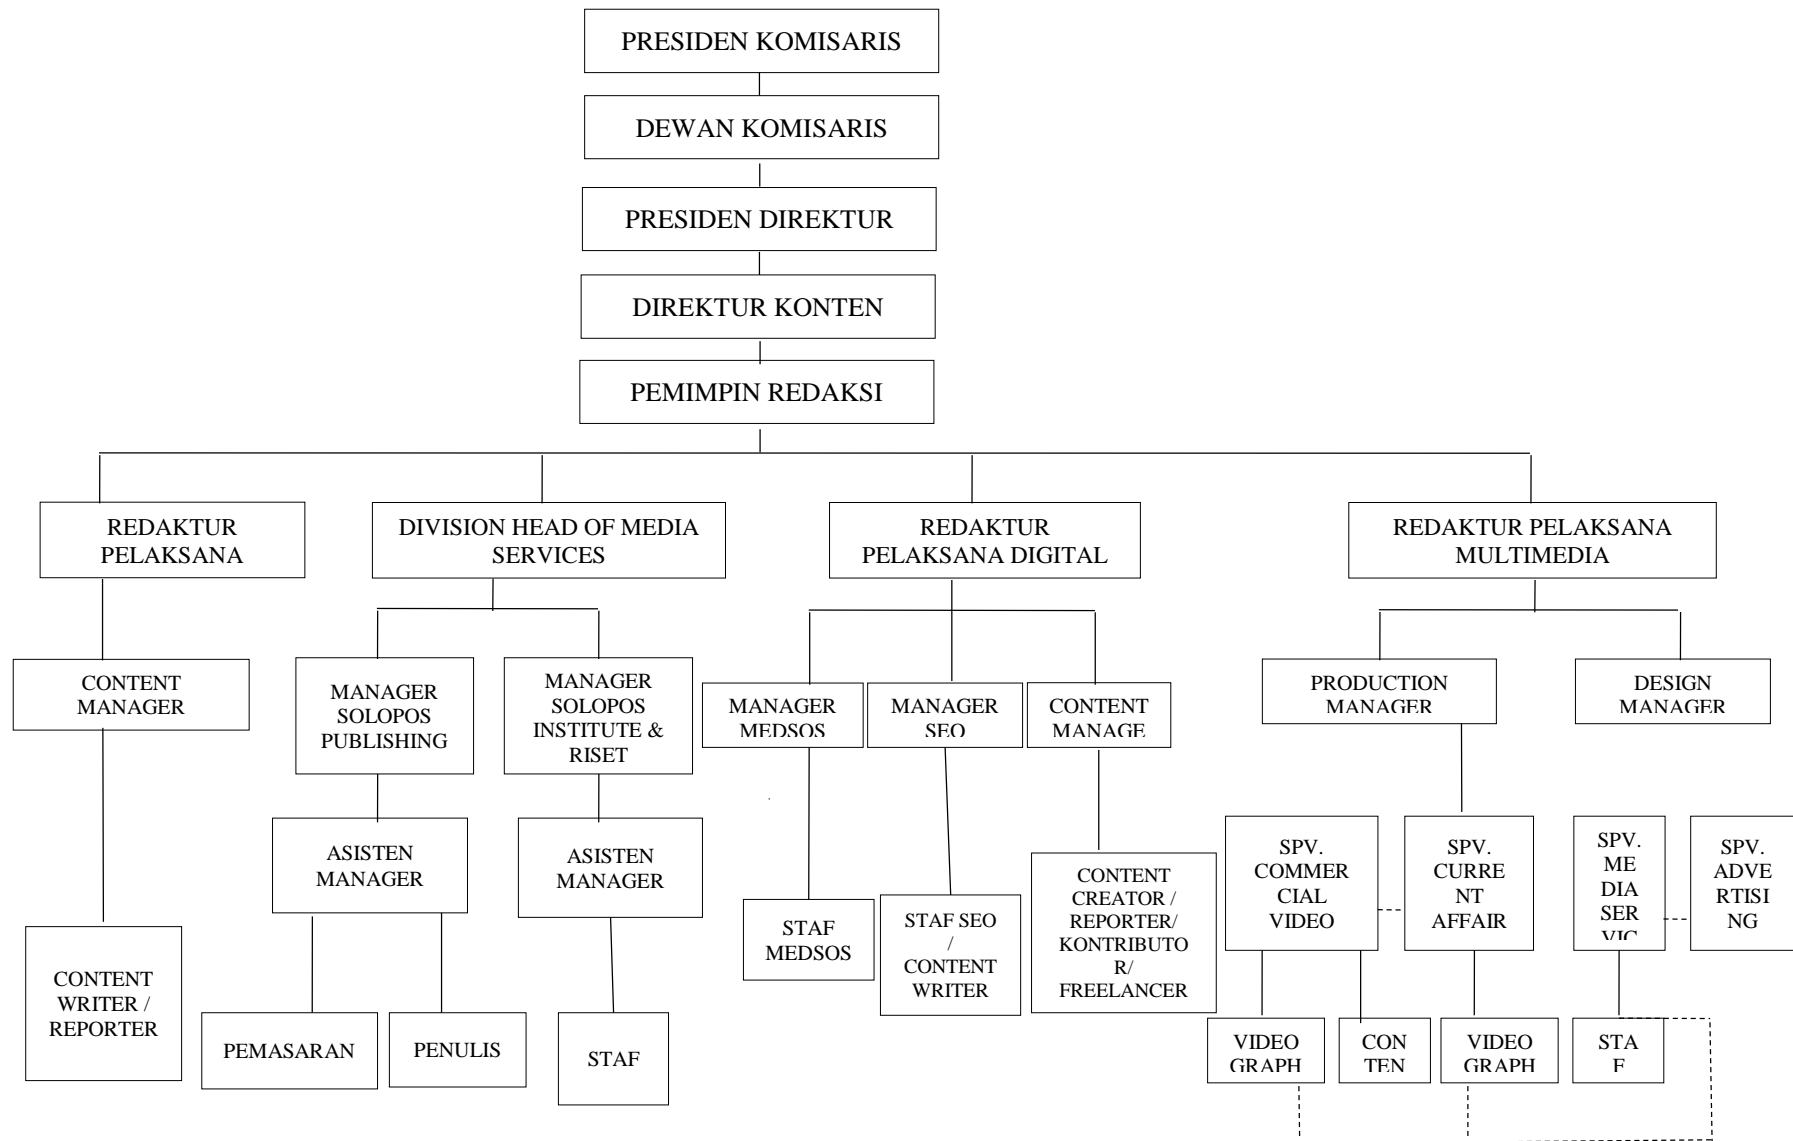 PRESIDEN KOMISARIS
DEWAN KOMISARIS
PRESIDEN DIREKTUR
DIREKTUR KONTEN
PEMIMPIN REDAKSI
REDAKTUR
PELAKSANA
DIVISION HEAD OF MEDIA
SERVICES
REDAKTUR
PELAKSANA DIGITAL
REDAKTUR PELAKSANA
MULTIMEDIA
CONTENT
MANAGER
MANAGER
SOLOPOS
PUBLISHING
MANAGER
SOLOPOS
INSTITUTE &
RISET
MANAGER
MEDSOS
MANAGER
SEO
CONTENT
MANAGE
PRODUCTION
MANAGER
DESIGN
MANAGER
ASISTEN
MANAGER
ASISTEN
MANAGER
STAF
MEDSOS
STAF SEO
/
CONTENT
WRITER
CONTENT
CREATOR /
REPORTER/
KONTRIBUTO
R/
FREELANCER
SPV.
COMMER
CIAL
VIDEO
SPV.
CURRE
NT
AFFAIR
SPV.
ME
DIA
SER
VIC
SPV.
ADVE
RTISI
NG
CONTENT
WRITER /
REPORTER
PEMASARAN
PENULIS
STAF
VIDEO
GRAPH
CON
TEN
VIDEO
GRAPH
STA
F